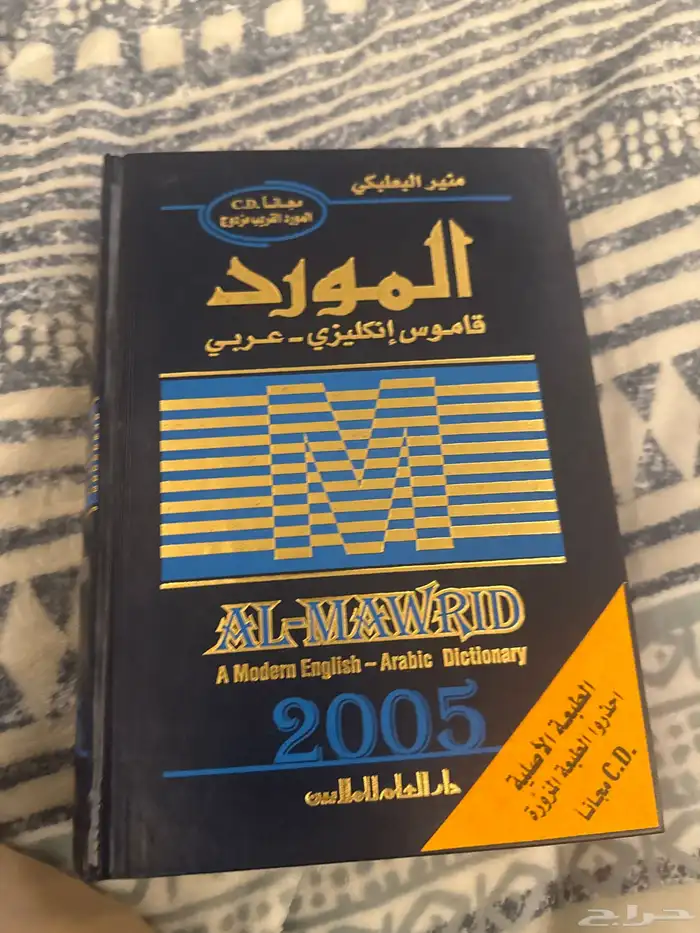 منير البعلبكي
مجاناً .C.D
المورد القريب مزدوج
المورد
قاموس إنكليزي - عربي
M
AL-MAWRID
A Modern English – Arabic Dictionary
2005
دار العلم للملايين
الطبعة الأصلية
احذروا الطبعة المزورة
.C.D مجاناً
حراج